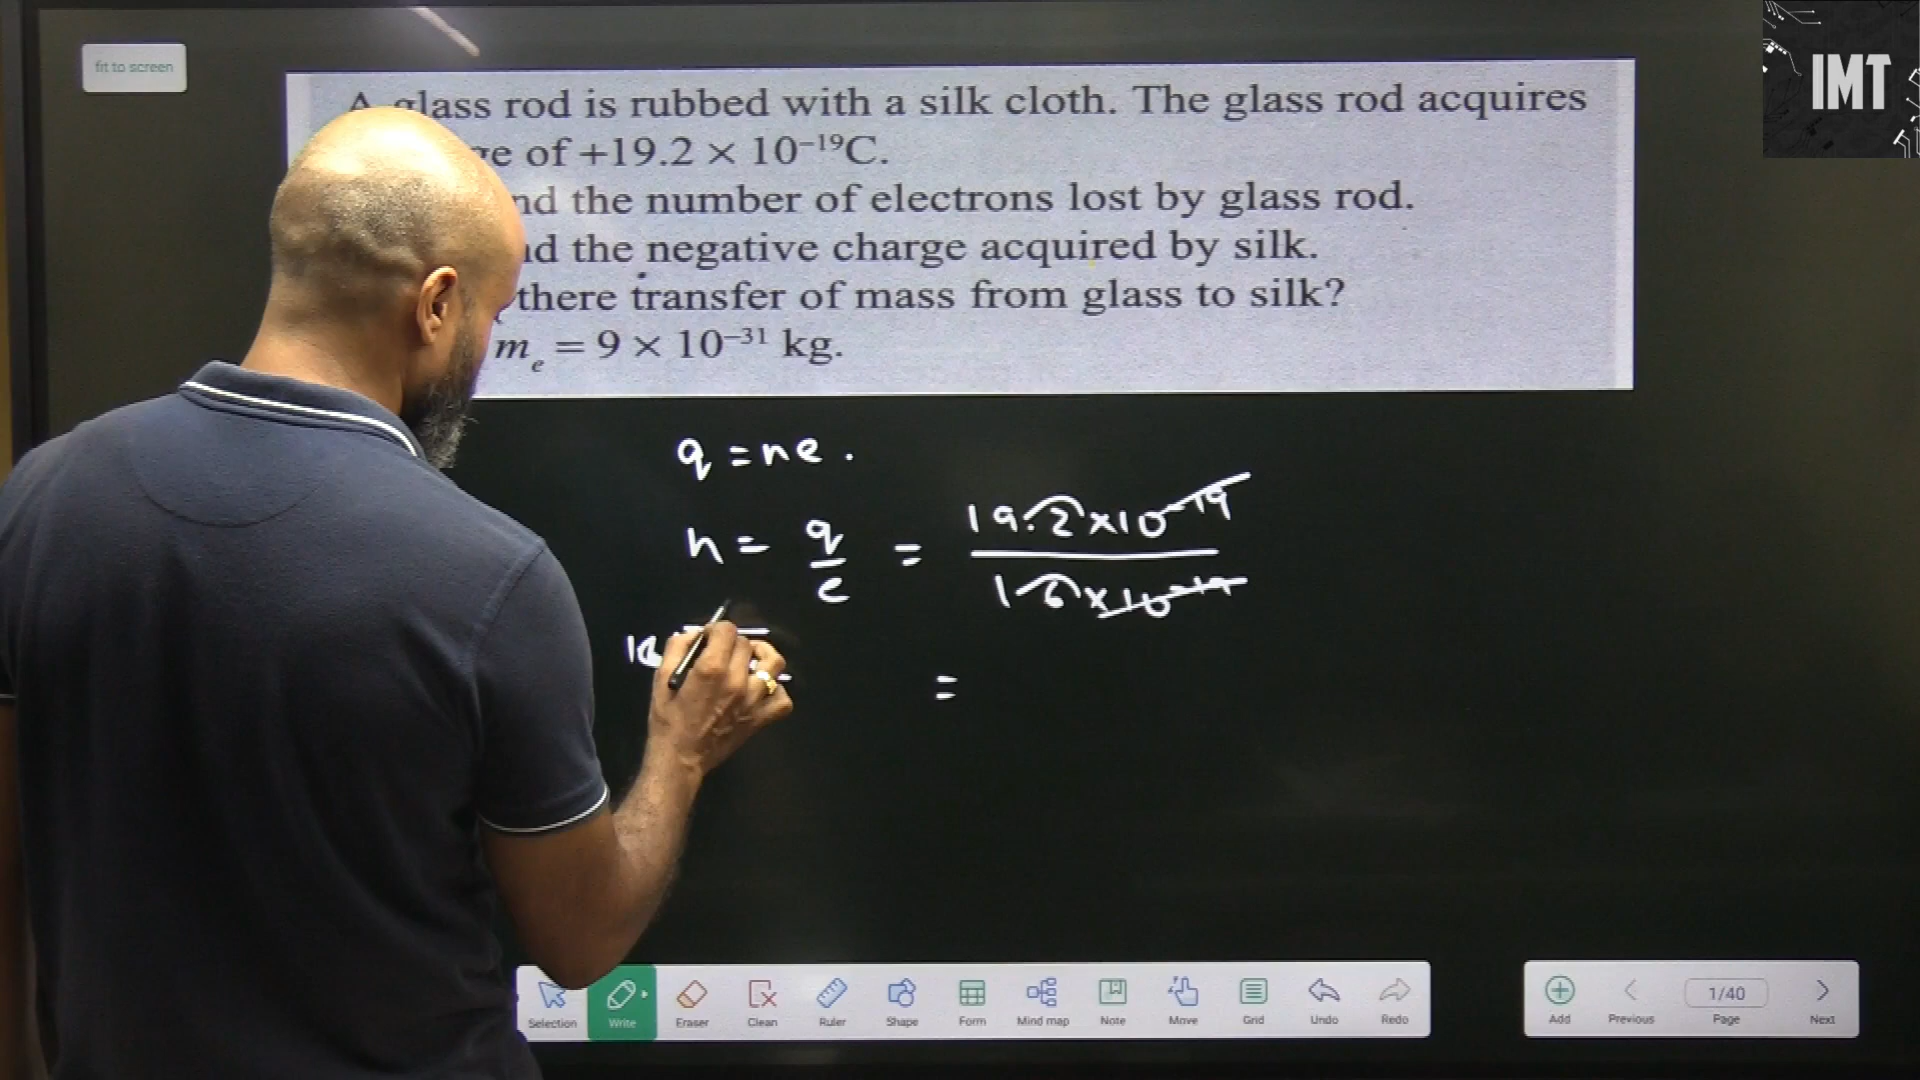 fit to screen
IMT
glass rod is rubbed with a silk cloth. The glass rod acquires
of +19.2 × 10⁻¹⁹C.
the number of electrons lost by glass rod.
the negative charge acquired by silk.
there transfer of mass from glass to silk?
mₑ = 9 × 10⁻³¹ kg.
q = ne.
n = q/e = 19.2×10⁻¹⁹ / 1.6×10⁻¹⁹
=
Selection Write Eraser Clean Ruler Shape Form Mind map Note Move Grid Undo Redo
Add Previous 1/40 Page Next